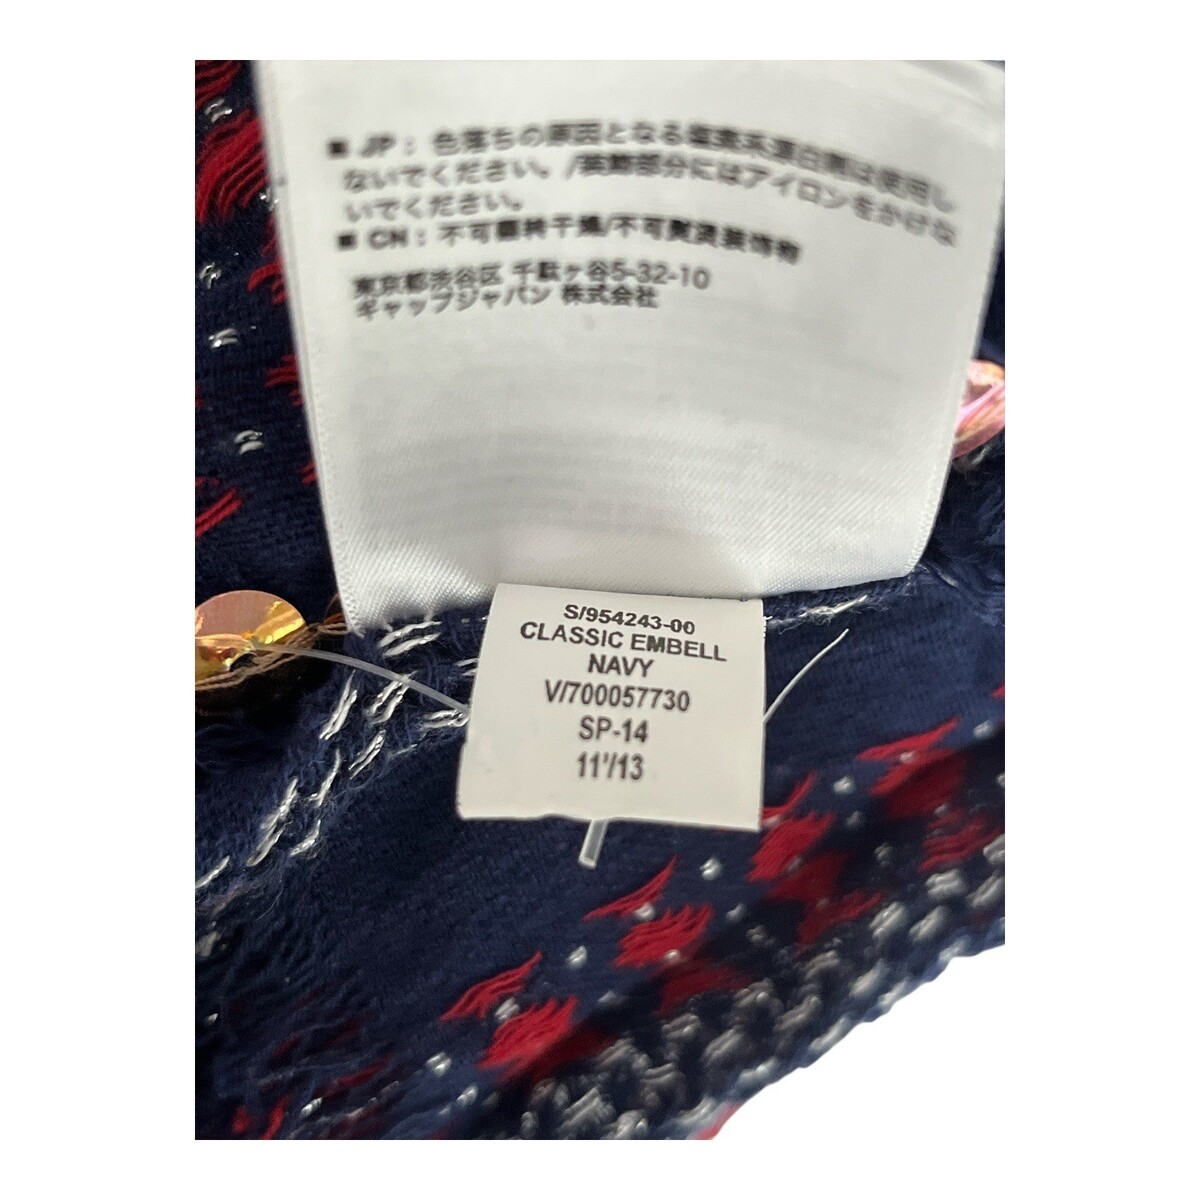 ■ JP : 色落ちの原因となる塩素系漂白剤は使用し
ないでください。/装飾部分にはアイロンをかけな
いでください。
■ CN : 不可翻转干燥/不可熨烫装饰物
東京都渋谷区 千駄ヶ谷5-32-10
ギャップジャパン 株式会社
S/954243-00
CLASSIC EMBELL
NAVY
V/700057730
SP-14
11'/13